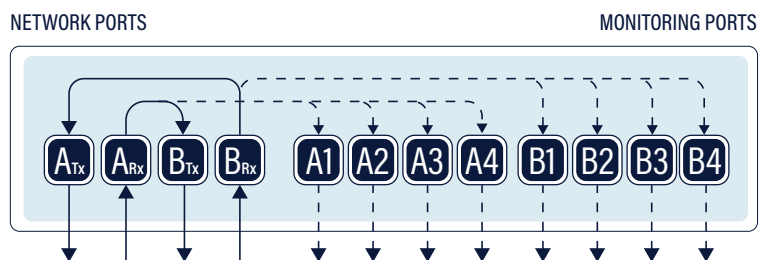 NETWORK PORTS MONITORING PORTS
ATx ARx BTx BRx A1 A2 A3 A4 B1 B2 B3 B4